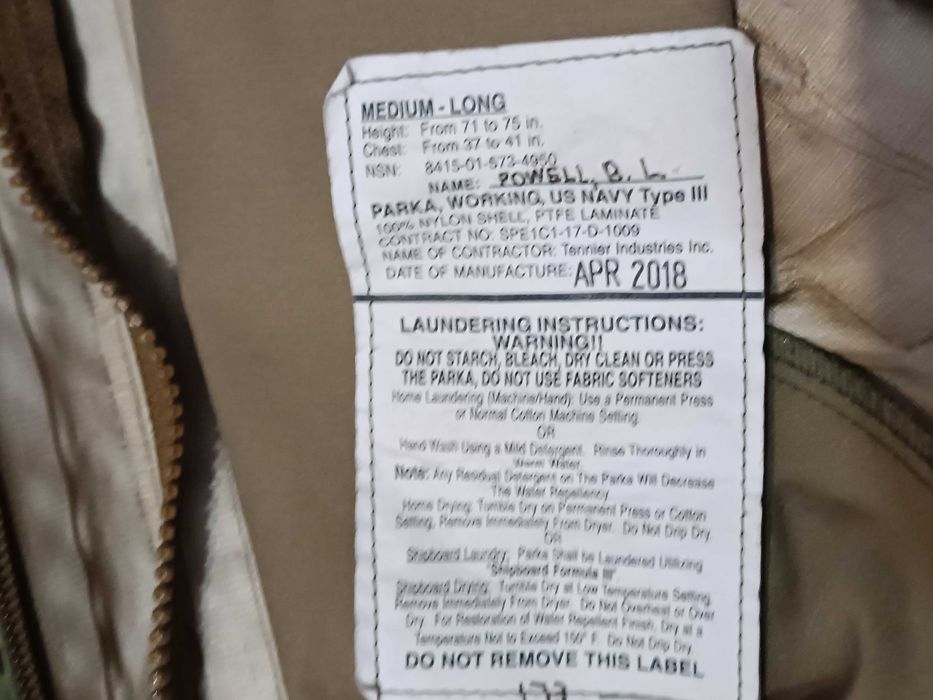 MEDIUM - LONG
Height: From 71 to 75 in.
Chest: From 37 to 41 in.
NSN: 8415-01-573-4950
NAME: POWELL, B. L.
PARKA, WORKING, US NAVY Type III
100% NYLON SHELL, PTFE LAMINATE
CONTRACT NO: SPE1C1-17-D-1009
NAME OF CONTRACTOR: Tennier Industries Inc.
DATE OF MANUFACTURE: APR 2018
LAUNDERING INSTRUCTIONS:
WARNING!!
DO NOT STARCH, BLEACH, DRY CLEAN OR PRESS
THE PARKA, DO NOT USE FABRIC SOFTENERS
Home Laundering (Machine/Hand): Use a Permanent Press
or Normal Cotton Machine Setting.
OR
Hand Wash Using a Mild Detergent. Rinse Thoroughly in
Warm Water.
Note: Any Residual Detergent on The Parka Will Decrease
The Water Repellency.
Home Drying: Tumble Dry on Permanent Press or Cotton
Setting, Remove Immediately From Dryer. Do Not Drip Dry.
OR
Shipboard Laundry: Parka Shall be Laundered Utilizing
"Shipboard Formula III"
Shipboard Drying: Tumble Dry at Low Temperature Setting.
Remove Immediately From Dryer. Do Not Overheat or Over
Dry. For Restoration of Water Repellent Finish, Dry at a
Temperature Not to Exceed 150° F. Do Not Drip Dry.
DO NOT REMOVE THIS LABEL